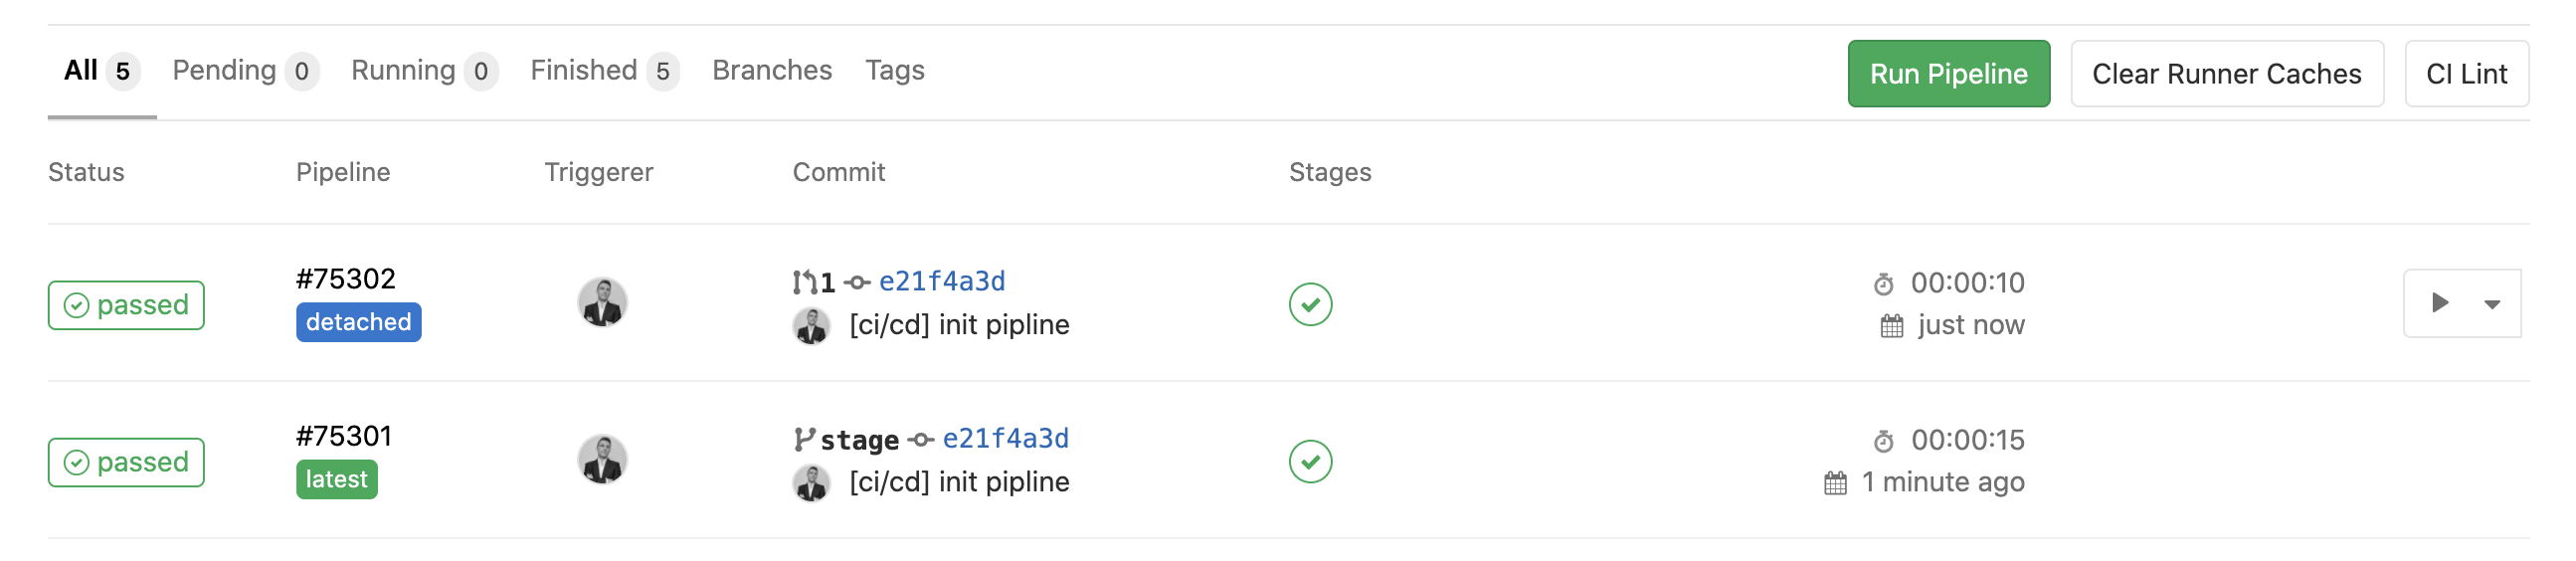 All 5 Pending 0 Running 0 Finished 5 Branches Tags Run Pipeline Clear Runner Caches CI Lint
Status Pipeline Triggerer Commit Stages
passed #75302 detached 1 e21f4a3d 00:00:10
[ci/cd] init pipline just now
passed #75301 latest stage e21f4a3d 00:00:15
[ci/cd] init pipline 1 minute ago